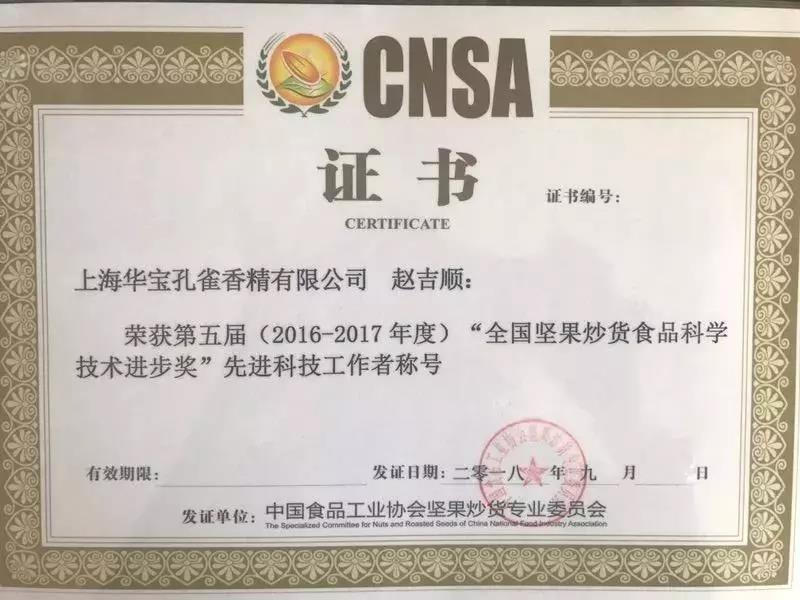 CNSA
证书
证书编号：
CERTIFICATE
上海华宝孔雀香精有限公司 赵吉顺：
荣获第五届（2016-2017年度）“全国坚果炒货食品科学
技术进步奖”先进科技工作者称号
有效期限： 发证日期：二零一八年九月 日
发证单位：中国食品工业协会坚果炒货专业委员会
The Specialized Committee for Nuts and Roasted Seeds of China National Food Industry Association